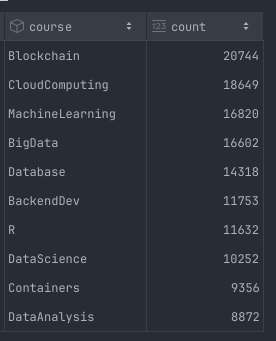 course 123 count
Blockchain 20744
CloudComputing 18649
MachineLearning 16820
BigData 16602
Database 14318
BackendDev 11753
R 11632
DataScience 10252
Containers 9356
DataAnalysis 8872